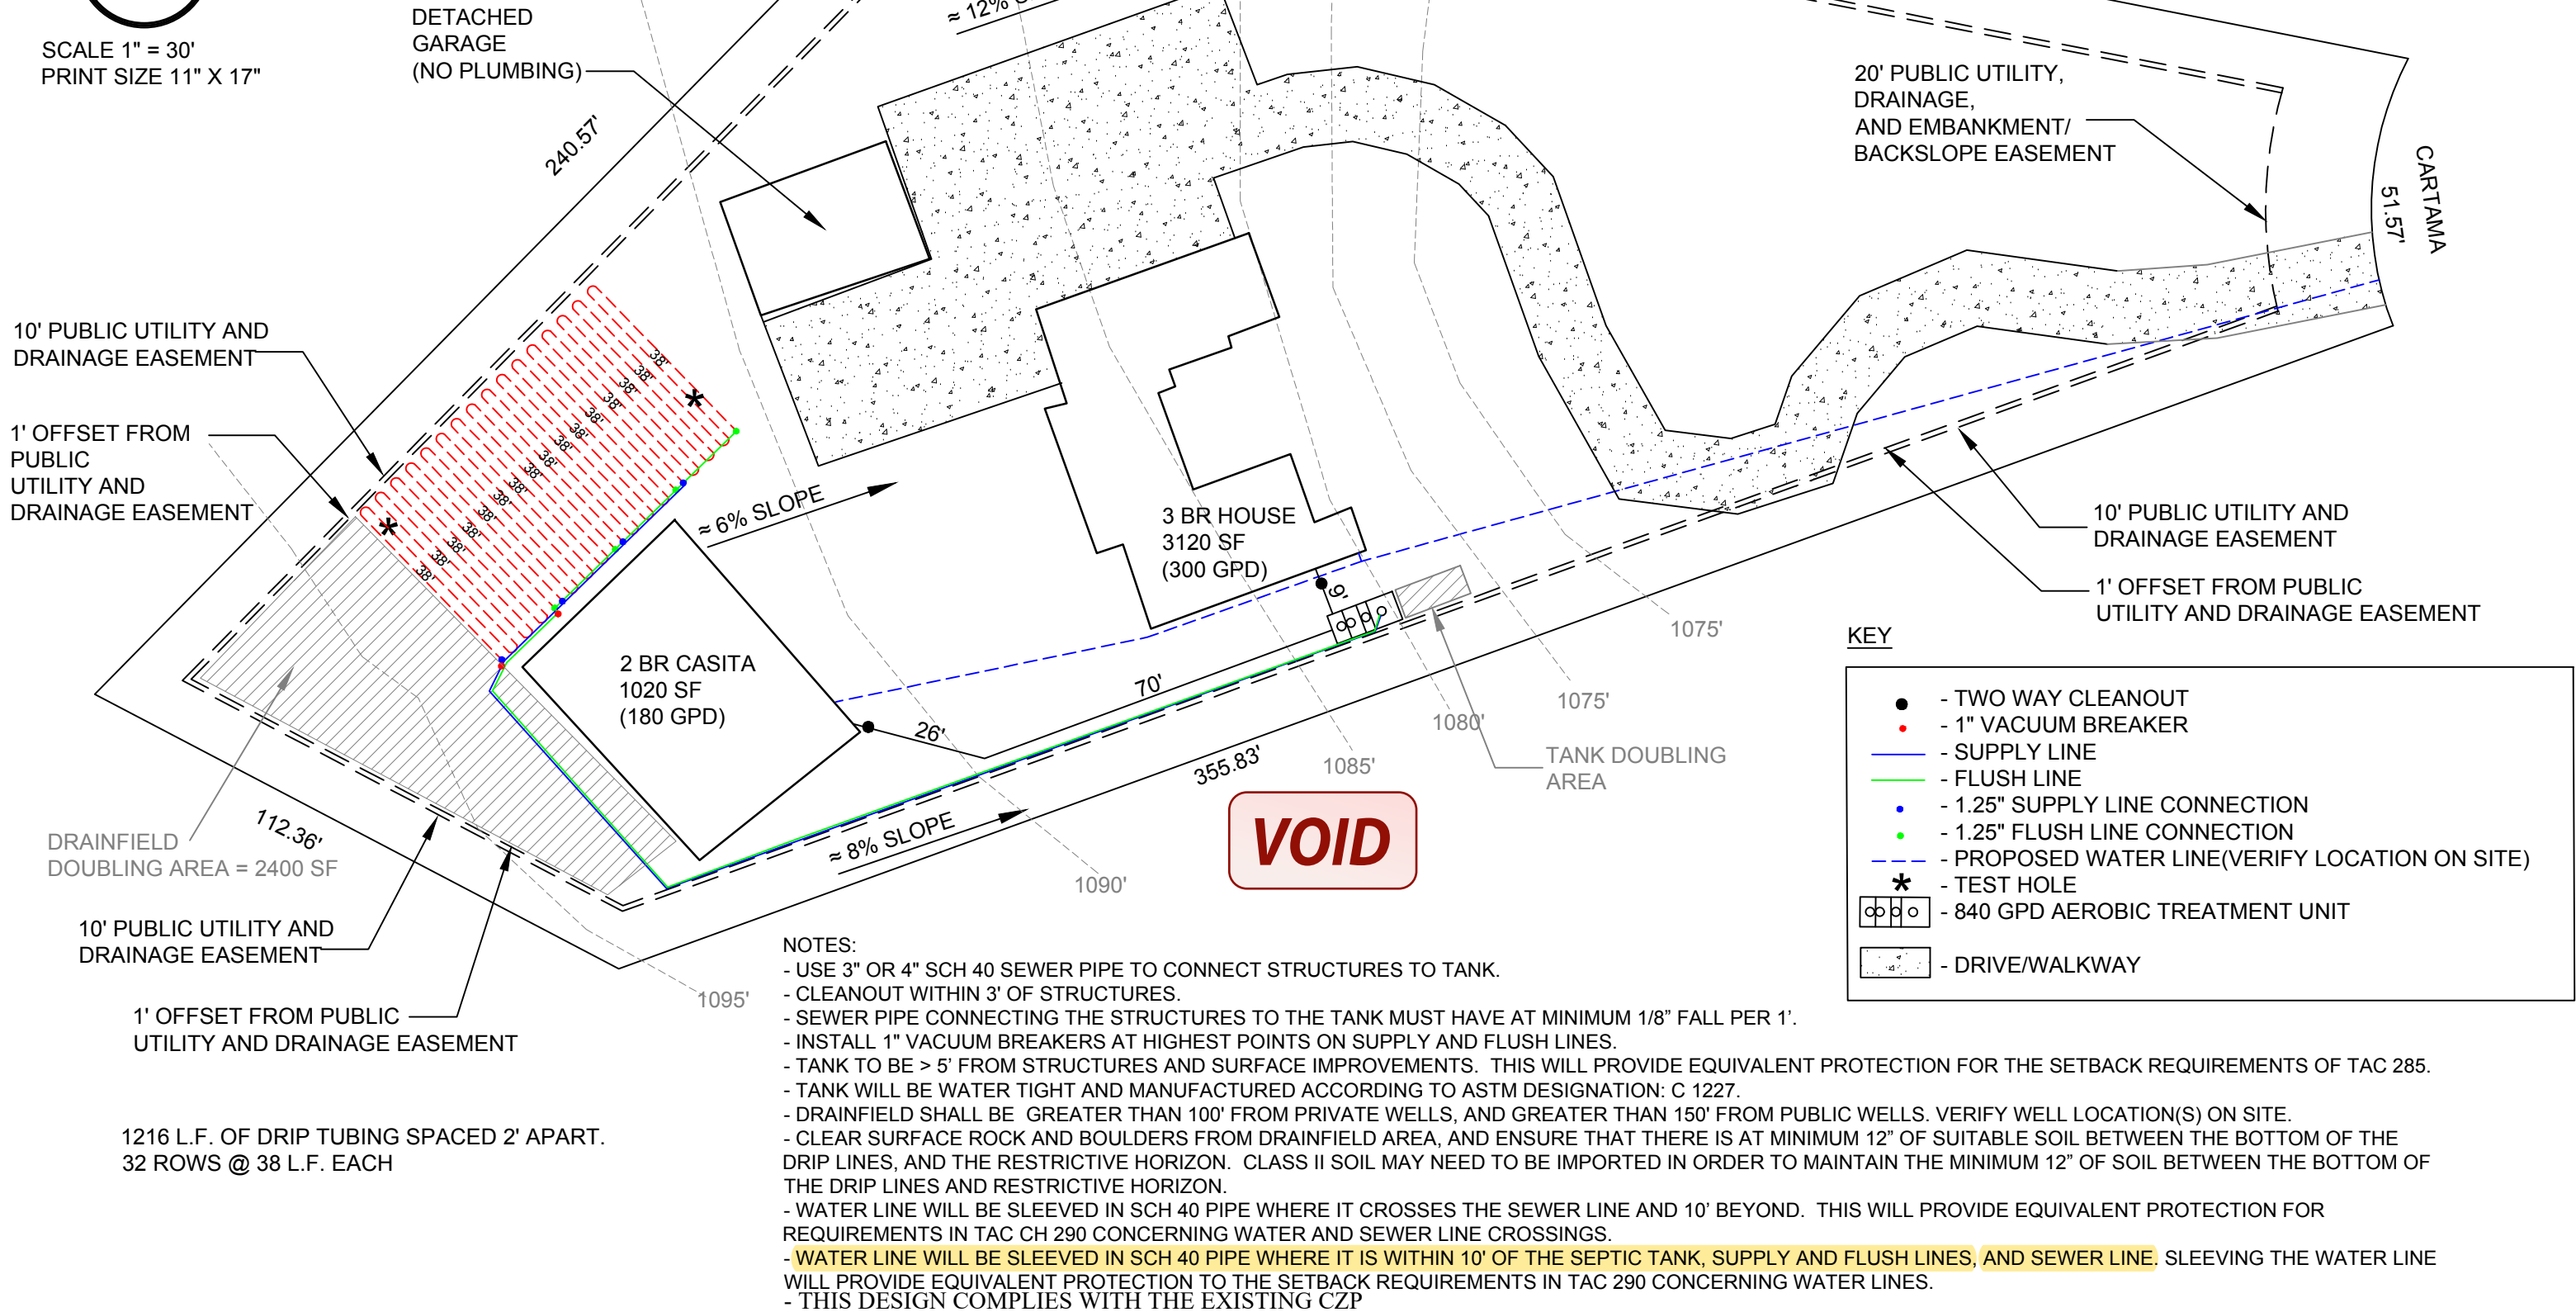 SCALE 1" = 30'
PRINT SIZE 11" X 17"
DETACHED
GARAGE
(NO PLUMBING)
≈ 12%
240.57'
20' PUBLIC UTILITY,
DRAINAGE,
AND EMBANKMENT/
BACKSLOPE EASEMENT
CARTAMA
51.57'
10' PUBLIC UTILITY AND
DRAINAGE EASEMENT
1' OFFSET FROM
PUBLIC
UTILITY AND
DRAINAGE EASEMENT
38'
38'
38'
38'
38'
38'
38'
38'
38'
38'
38'
38'
38'
38'
≈ 6% SLOPE
3 BR HOUSE
3120 SF
(300 GPD)
9'
2 BR CASITA
1020 SF
(180 GPD)
26'
70'
355.83'
≈ 8% SLOPE
112.36'
1075'
1075'
1080'
1085'
1090'
1095'
TANK DOUBLING
AREA
VOID
10' PUBLIC UTILITY AND
DRAINAGE EASEMENT
1' OFFSET FROM PUBLIC
UTILITY AND DRAINAGE EASEMENT
DRAINFIELD
DOUBLING AREA = 2400 SF
10' PUBLIC UTILITY AND
DRAINAGE EASEMENT
1' OFFSET FROM PUBLIC
UTILITY AND DRAINAGE EASEMENT
1216 L.F. OF DRIP TUBING SPACED 2' APART.
32 ROWS @ 38 L.F. EACH
KEY
- TWO WAY CLEANOUT
- 1" VACUUM BREAKER
- SUPPLY LINE
- FLUSH LINE
- 1.25" SUPPLY LINE CONNECTION
- 1.25" FLUSH LINE CONNECTION
- PROPOSED WATER LINE(VERIFY LOCATION ON SITE)
* - TEST HOLE
- 840 GPD AEROBIC TREATMENT UNIT
- DRIVE/WALKWAY
NOTES:
- USE 3" OR 4" SCH 40 SEWER PIPE TO CONNECT STRUCTURES TO TANK.
- CLEANOUT WITHIN 3' OF STRUCTURES.
- SEWER PIPE CONNECTING THE STRUCTURES TO THE TANK MUST HAVE AT MINIMUM 1/8” FALL PER 1’.
- INSTALL 1" VACUUM BREAKERS AT HIGHEST POINTS ON SUPPLY AND FLUSH LINES.
- TANK TO BE > 5’ FROM STRUCTURES AND SURFACE IMPROVEMENTS. THIS WILL PROVIDE EQUIVALENT PROTECTION FOR THE SETBACK REQUIREMENTS OF TAC 285.
- TANK WILL BE WATER TIGHT AND MANUFACTURED ACCORDING TO ASTM DESIGNATION: C 1227.
- DRAINFIELD SHALL BE GREATER THAN 100' FROM PRIVATE WELLS, AND GREATER THAN 150' FROM PUBLIC WELLS. VERIFY WELL LOCATION(S) ON SITE.
- CLEAR SURFACE ROCK AND BOULDERS FROM DRAINFIELD AREA, AND ENSURE THAT THERE IS AT MINIMUM 12” OF SUITABLE SOIL BETWEEN THE BOTTOM OF THE
DRIP LINES, AND THE RESTRICTIVE HORIZON. CLASS II SOIL MAY NEED TO BE IMPORTED IN ORDER TO MAINTAIN THE MINIMUM 12” OF SOIL BETWEEN THE BOTTOM OF
THE DRIP LINES AND RESTRICTIVE HORIZON.
- WATER LINE WILL BE SLEEVED IN SCH 40 PIPE WHERE IT CROSSES THE SEWER LINE AND 10’ BEYOND. THIS WILL PROVIDE EQUIVALENT PROTECTION FOR
REQUIREMENTS IN TAC CH 290 CONCERNING WATER AND SEWER LINE CROSSINGS.
- WATER LINE WILL BE SLEEVED IN SCH 40 PIPE WHERE IT IS WITHIN 10' OF THE SEPTIC TANK, SUPPLY AND FLUSH LINES, AND SEWER LINE. SLEEVING THE WATER LINE
WILL PROVIDE EQUIVALENT PROTECTION TO THE SETBACK REQUIREMENTS IN TAC 290 CONCERNING WATER LINES.
- THIS DESIGN COMPLIES WITH THE EXISTING CZP